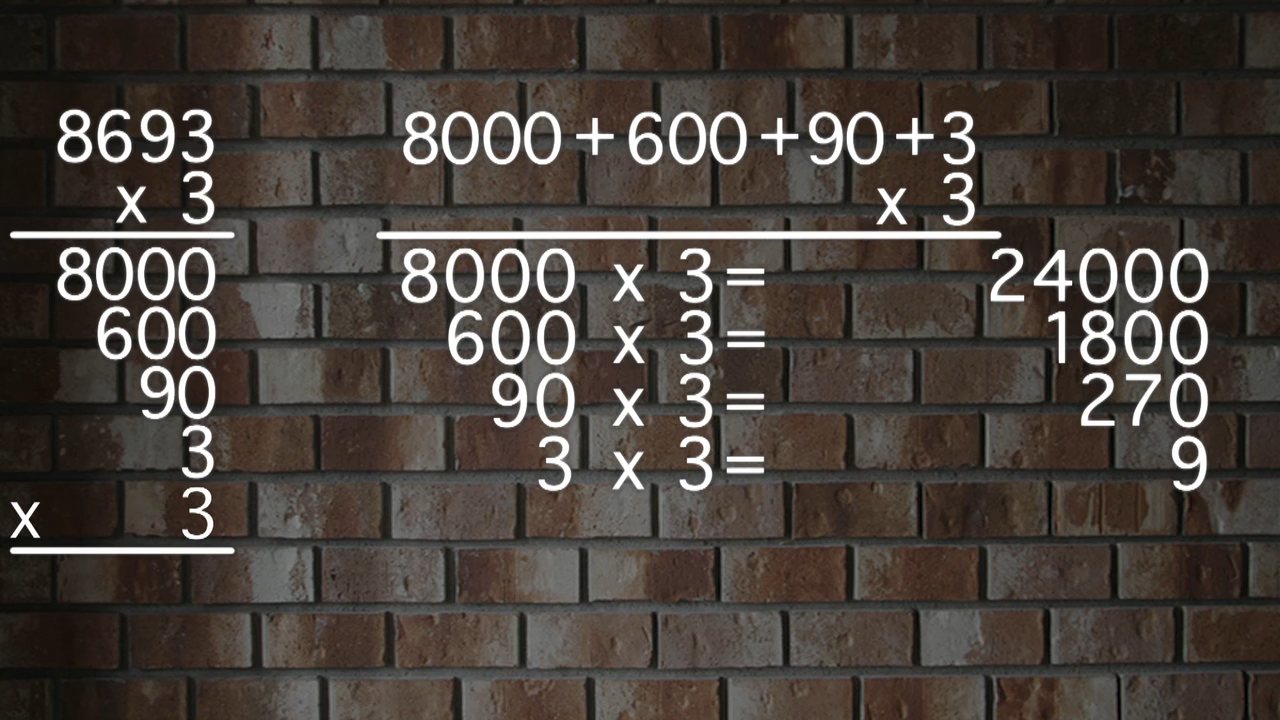 8693
x 3
8000
600
90
3
x 3
8000+600+90+3
x 3
8000 x 3= 24000
600 x 3= 1800
90 x 3= 270
3 x 3= 9